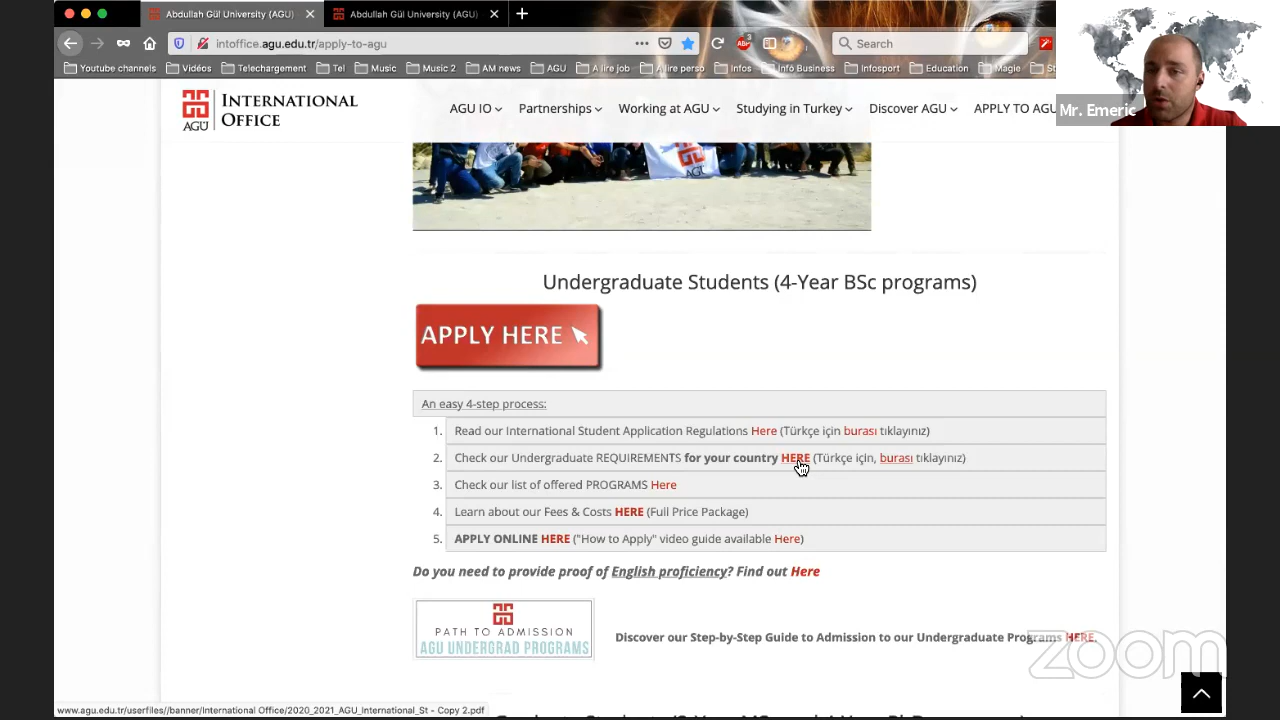 Abdullah Gül University (AGU)
Abdullah Gül University (AGU)
intoffice.agu.edu.tr/apply-to-agu
Search
Youtube channels
Vidéos
Telechargement
Tel
Music
Music 2
AM news
AGU
A lire job
A lire perso
Infos
Info Business
Infosport
Education
Magie
Mr. Emeric
AGU
INTERNATIONAL
OFFICE
AGU IO
Partnerships
Working at AGU
Studying in Turkey
Discover AGU
APPLY TO AGU
AGU
Undergraduate Students (4-Year BSc programs)
APPLY HERE
An easy 4-step process:
1. Read our International Student Application Regulations Here (Türkçe için burası tıklayınız)
2. Check our Undergraduate REQUIREMENTS for your country HERE (Türkçe için, burası tıklayınız)
3. Check our list of offered PROGRAMS Here
4. Learn about our Fees & Costs HERE (Full Price Package)
5. APPLY ONLINE HERE ("How to Apply" video guide available Here)
Do you need to provide proof of English proficiency? Find out Here
PATH TO ADMISSION
AGU UNDERGRAD PROGRAMS
Discover our Step-by-Step Guide to Admission to our Undergraduate Programs HERE.
zoom
www.agu.edu.tr/userfiles//banner/International Office/2020_2021_AGU_International_St - Copy 2.pdf